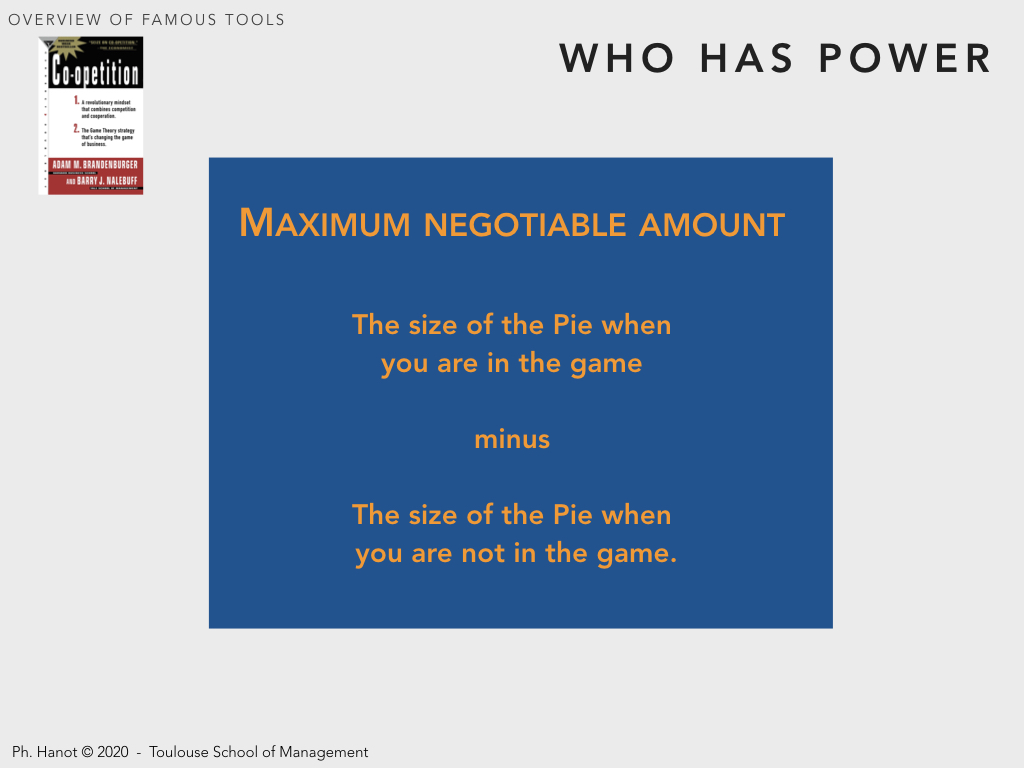 OVERVIEW OF FAMOUS TOOLS
WHO HAS POWER
Co-opetition
1. A revolutionary mindset
that combines competition
and cooperation.
2. The Game Theory strategy
that's changing the game
of business.
ADAM M. BRANDENBURGER
AND BARRY J. NALEBUFF
MAXIMUM NEGOTIABLE AMOUNT
The size of the Pie when
you are in the game
minus
The size of the Pie when
you are not in the game.
Ph. Hanot © 2020 - Toulouse School of Management